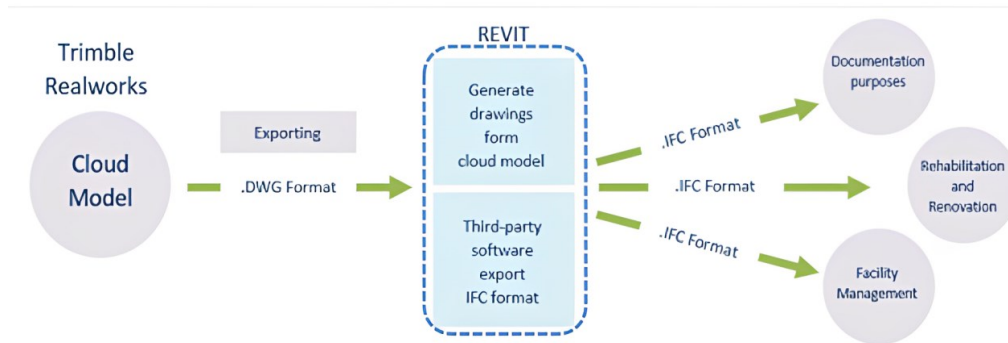 Trimble
Realworks
Cloud
Model
Exporting
.DWG Format
REVIT
Generate
drawings
form
cloud model
Third-party
software
export
IFC format
.IFC Format
.IFC Format
.IFC Format
Documentation
purposes
Rehabilitation
and
Renovation
Facility
Management